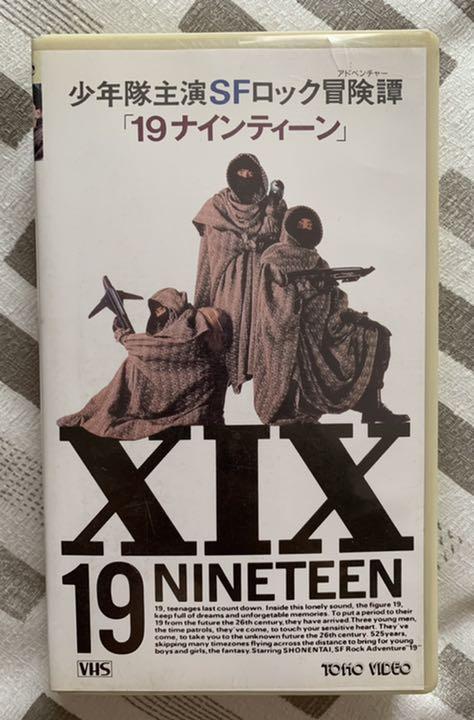 アドベンチャー
少年隊主演SFロック冒険譚
「19ナインティーン」
XIX
19 NINETEEN
19, teenages last count down. Inside this lonely sound, the figure 19,
keep full of dreams and unforgetable memories. To put a period to their
19 from the future the 26th century, they have arrived. Three young men,
the time patrols, they've come, to touch your sensitive heart. They've
come, to take you to the unknown future the 26th century. 525years,
skipping many timezones flying across the distance to bring for young
boys and girls, the fantasy. Starring SHONENTAI, SF Rock Adventure "19"
VHS
TOHO VIDEO